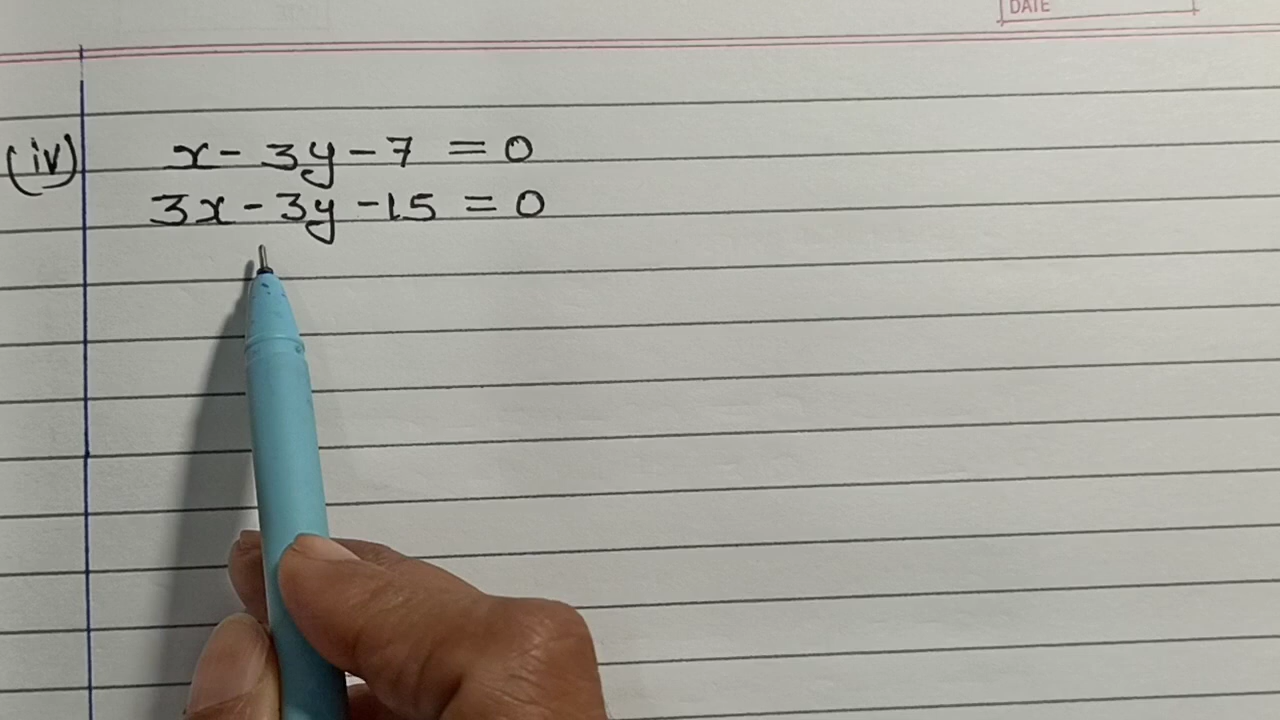 DATE
(iv) x - 3y - 7 = 0
3x - 3y - 15 = 0